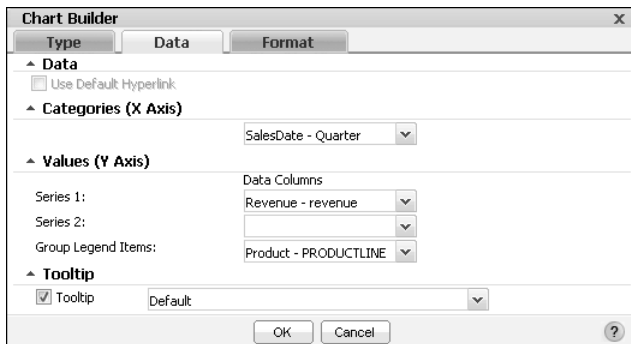 Chart Builder x
Type Data Format
Data
Use Default Hyperlink
Categories (X Axis)
SalesDate - Quarter
Values (Y Axis)
Data Columns
Series 1: Revenue - revenue
Series 2:
Group Legend Items: Product - PRODUCTLINE
Tooltip
Tooltip Default
OK Cancel ?